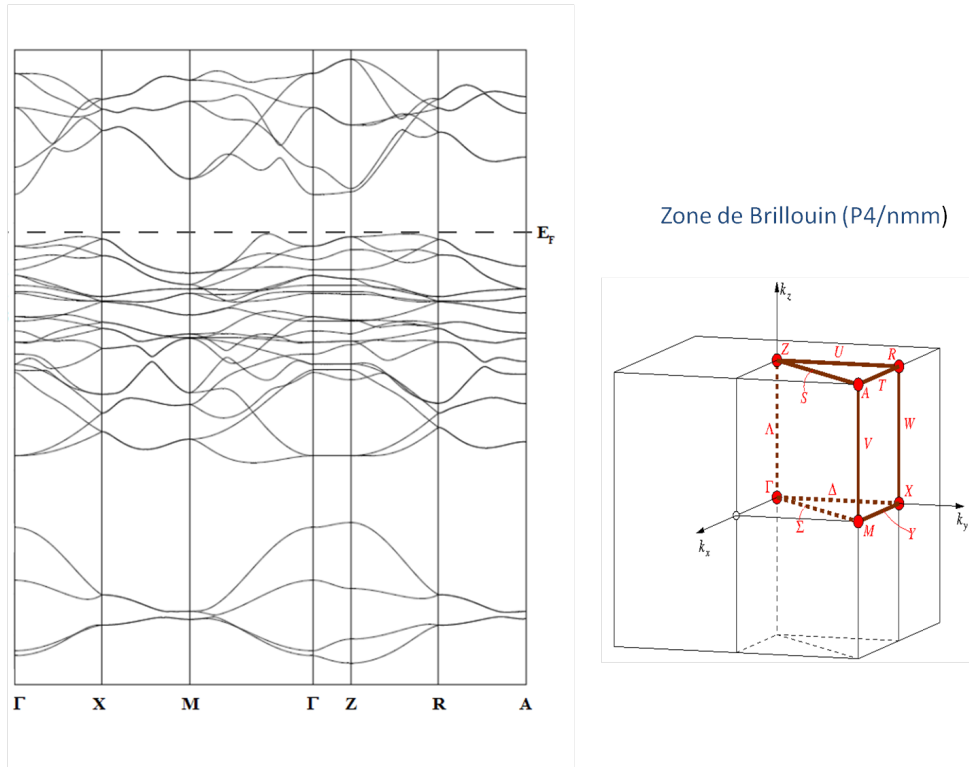 E_F
Γ X M Γ Z R A
Zone de Brillouin (P4/nmm)
k_z
Z U R
S A T
Λ V W
Γ Δ X
Σ M Y
k_x k_y